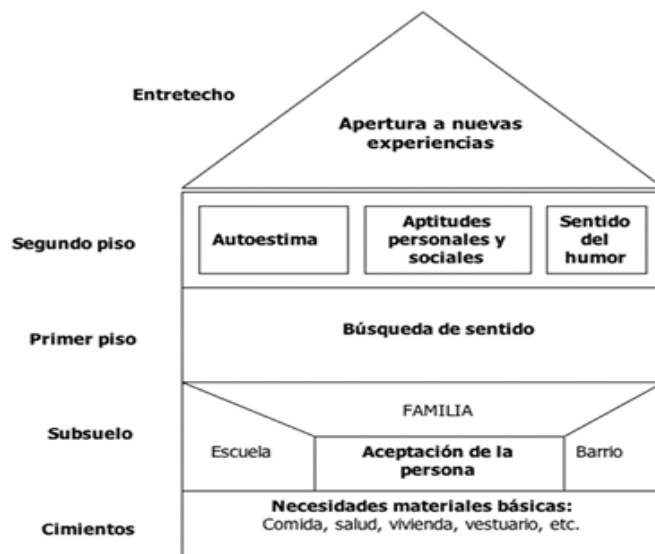 Entretecho
Apertura a nuevas
experiencias
Segundo piso
Autoestima
Aptitudes
personales y
sociales
Sentido
del
humor
Primer piso
Búsqueda de sentido
Subsuelo
FAMILIA
Escuela
Aceptación de la
persona
Barrio
Cimientos
Necesidades materiales básicas:
Comida, salud, vivienda, vestuario, etc.